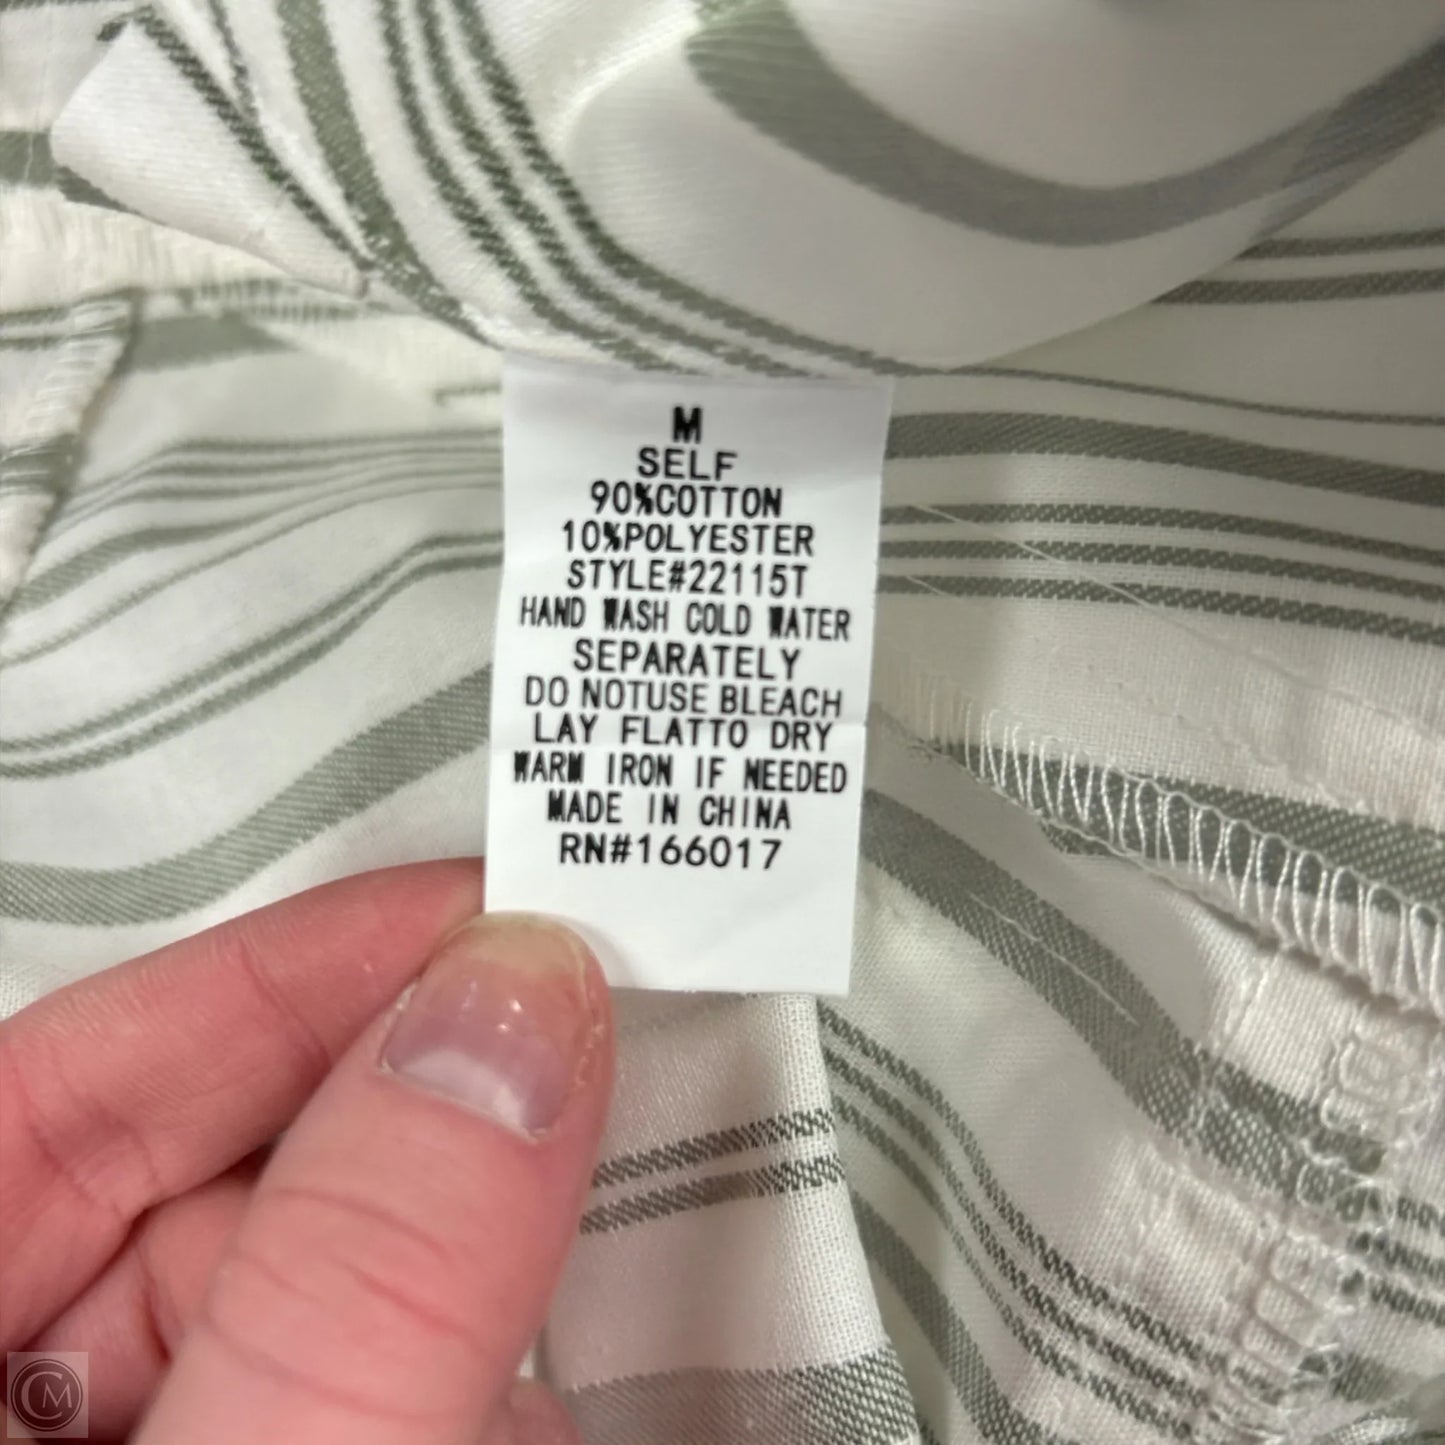 M
SELF
90%COTTON
10%POLYESTER
STYLE#22115T
HAND WASH COLD WATER
SEPARATELY
DO NOTUSE BLEACH
LAY FLATTO DRY
WARM IRON IF NEEDED
MADE IN CHINA
RN#166017
CM